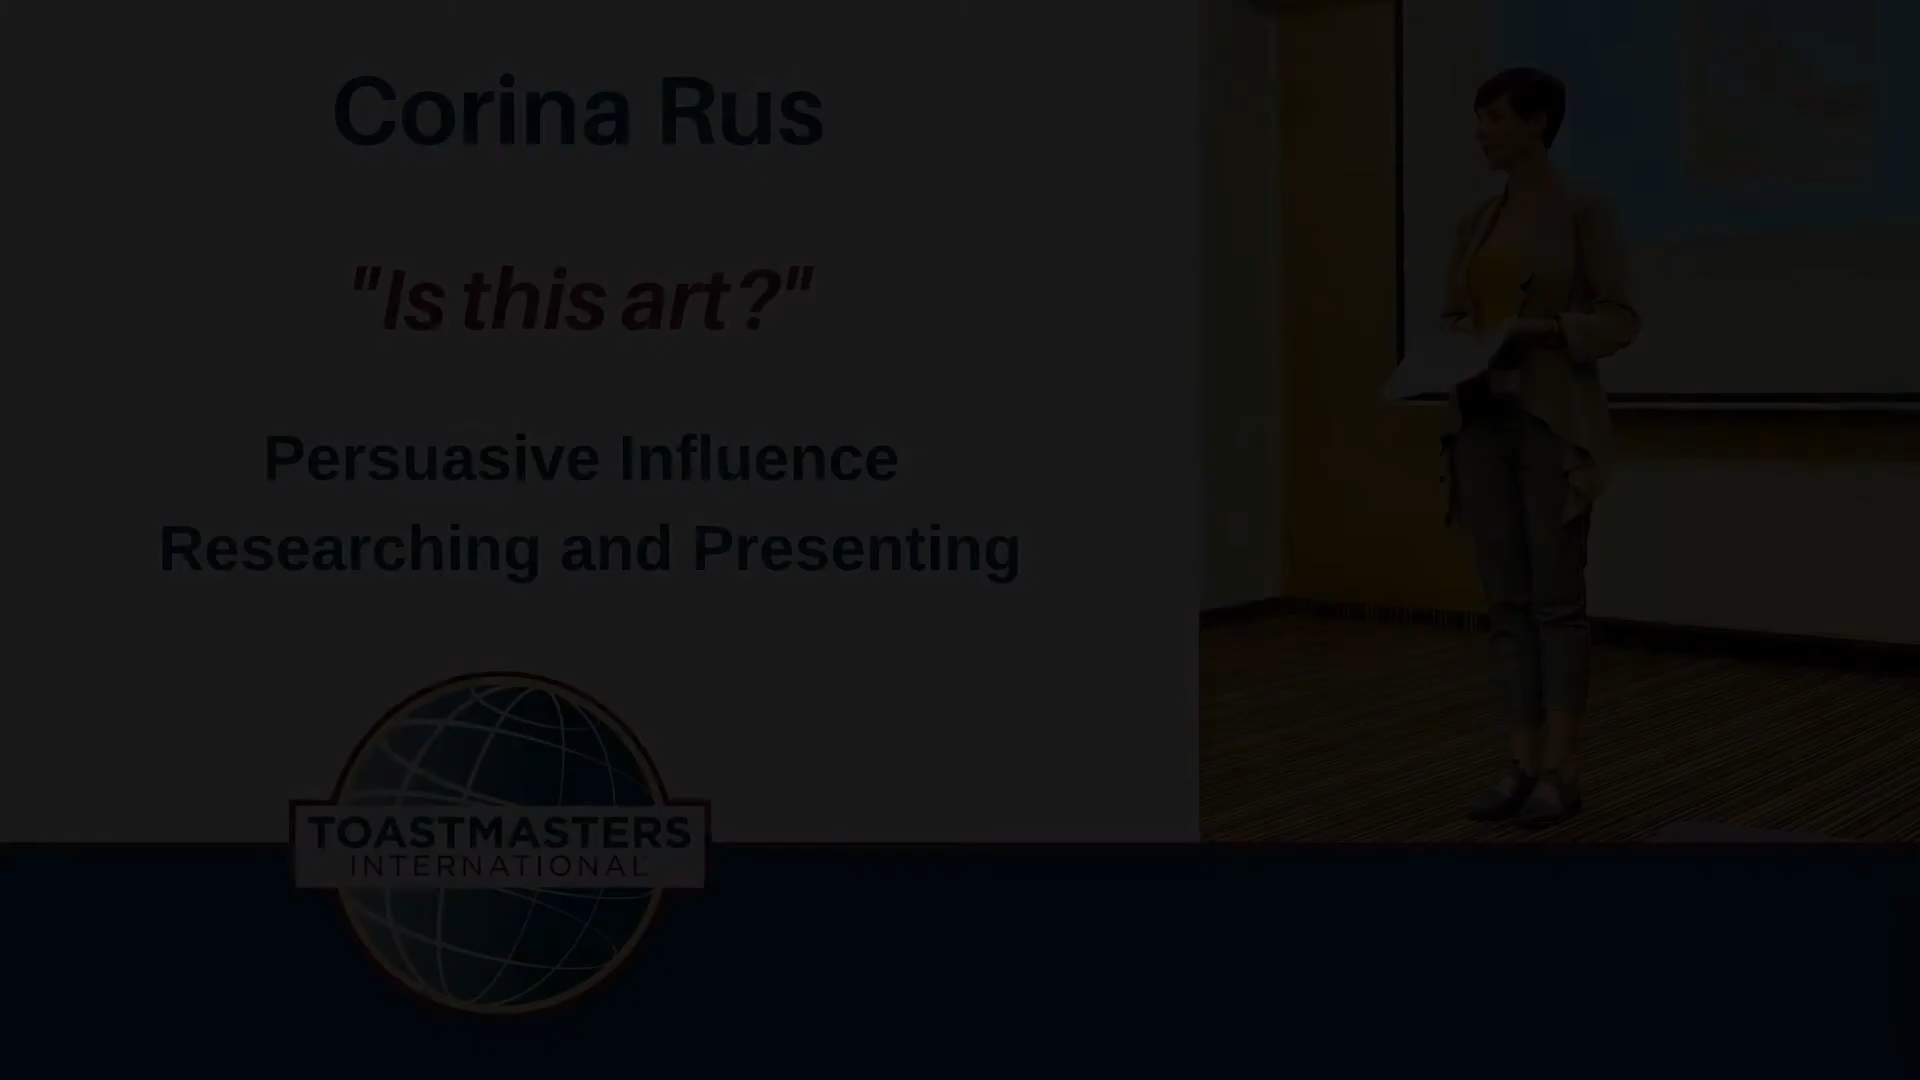 Corina Rus
"Is this art?"
Persuasive Influence
Researching and Presenting
TOASTMASTERS
INTERNATIONAL